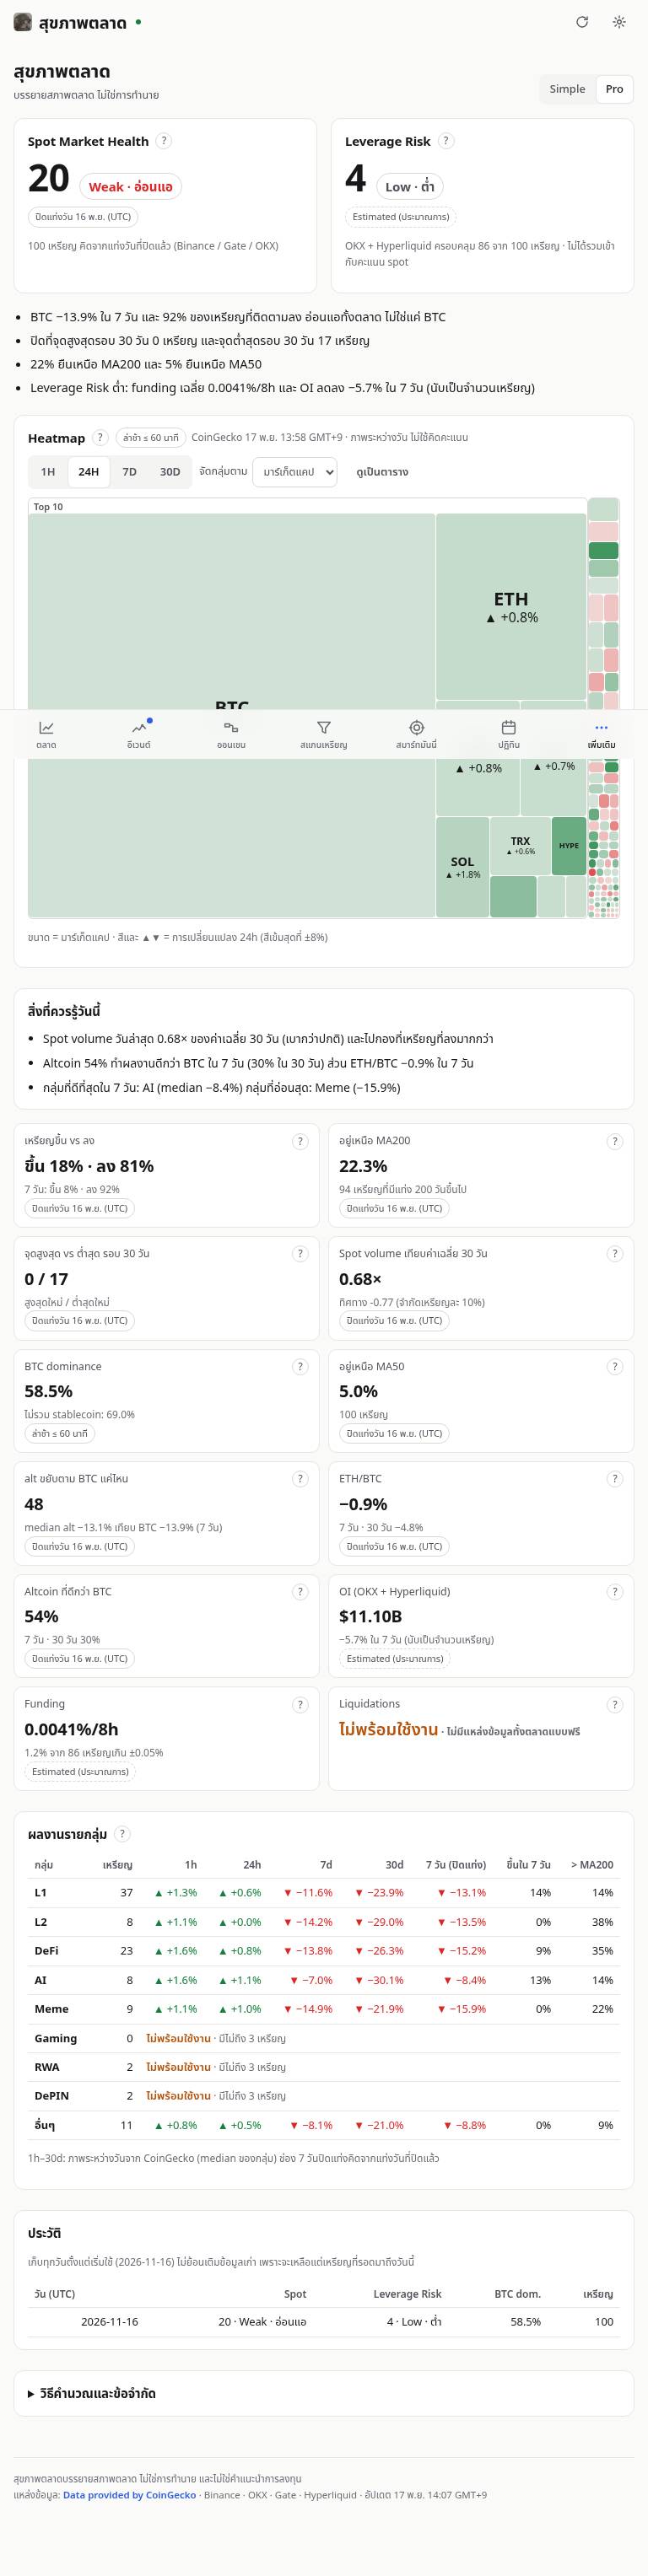 สุขภาพตลาด
สุขภาพตลาด
บรรยายสภาพตลาด ไม่ใช่การทำนาย
Simple Pro
Spot Market Health ?
20 Weak · อ่อนแอ
ปิดแท่งวัน 16 พ.ย. (UTC)
100 เหรียญ คิดจากแท่งวันที่ปิดแล้ว (Binance / Gate / OKX)
Leverage Risk ?
4 Low · ต่ำ
Estimated (ประมาณการ)
OKX + Hyperliquid ครอบคลุม 86 จาก 100 เหรียญ · ไม่ได้รวมเข้า
กับคะแนน spot
BTC −13.9% ใน 7 วัน และ 92% ของเหรียญที่ติดตามลง อ่อนแอทั้งตลาด ไม่ใช่แค่ BTC
ปิดที่จุดสูงสุดรอบ 30 วัน 0 เหรียญ และจุดต่ำสุดรอบ 30 วัน 17 เหรียญ
22% ยืนเหนือ MA200 และ 5% ยืนเหนือ MA50
Leverage Risk ต่ำ: funding เฉลี่ย 0.0041%/8h และ OI ลดลง −5.7% ใน 7 วัน (นับเป็นจำนวนเหรียญ)
Heatmap ? ล่าช้า ≤ 60 นาที CoinGecko 17 พ.ย. 13:58 GMT+9 · ภาพระหว่างวัน ไม่ใช้คิดคะแนน
1H 24H 7D 30D จัดกลุ่มตาม มาร์เก็ตแคป ดูเป็นตาราง
Top 10
ETH
▲ +0.8%
BTC
ตลาด อีเวนต์ ออนเชน สแกนเหรียญ สมาร์ทมันนี่ ปฏิทิน เพิ่มเติม
▲ +0.8% ▲ +0.7%
SOL
▲ +1.8%
TRX
▲ +0.6%
HYPE
ขนาด = มาร์เก็ตแคป · สีและ ▲▼ = การเปลี่ยนแปลง 24h (สีเข้มสุดที่ ±8%)
สิ่งที่ควรรู้วันนี้
Spot volume วันล่าสุด 0.68× ของค่าเฉลี่ย 30 วัน (เบากว่าปกติ) และไปกองที่เหรียญที่ลงมากกว่า
Altcoin 54% ทำผลงานดีกว่า BTC ใน 7 วัน (30% ใน 30 วัน) ส่วน ETH/BTC −0.9% ใน 7 วัน
กลุ่มที่ดีที่สุดใน 7 วัน: AI (median −8.4%) กลุ่มที่อ่อนสุด: Meme (−15.9%)
เหรียญขึ้น vs ลง ?
ขึ้น 18% · ลง 81%
7 วัน: ขึ้น 8% · ลง 92%
ปิดแท่งวัน 16 พ.ย. (UTC)
อยู่เหนือ MA200 ?
22.3%
94 เหรียญที่มีแท่ง 200 วันขึ้นไป
ปิดแท่งวัน 16 พ.ย. (UTC)
จุดสูงสุด vs ต่ำสุด รอบ 30 วัน ?
0 / 17
สูงสุดใหม่ / ต่ำสุดใหม่
ปิดแท่งวัน 16 พ.ย. (UTC)
Spot volume เทียบค่าเฉลี่ย 30 วัน ?
0.68×
ทิศทาง -0.77 (จำกัดเหรียญละ 10%)
ปิดแท่งวัน 16 พ.ย. (UTC)
BTC dominance ?
58.5%
ไม่รวม stablecoin: 69.0%
ล่าช้า ≤ 60 นาที
อยู่เหนือ MA50 ?
5.0%
100 เหรียญ
ปิดแท่งวัน 16 พ.ย. (UTC)
alt ขยับตาม BTC แค่ไหน ?
48
median alt −13.1% เทียบ BTC −13.9% (7 วัน)
ปิดแท่งวัน 16 พ.ย. (UTC)
ETH/BTC ?
−0.9%
7 วัน · 30 วัน −4.8%
ปิดแท่งวัน 16 พ.ย. (UTC)
Altcoin ที่ดีกว่า BTC ?
54%
7 วัน · 30 วัน 30%
ปิดแท่งวัน 16 พ.ย. (UTC)
OI (OKX + Hyperliquid) ?
$11.10B
−5.7% ใน 7 วัน (นับเป็นจำนวนเหรียญ)
Estimated (ประมาณการ)
Funding ?
0.0041%/8h
1.2% จาก 86 เหรียญเกิน ±0.05%
Estimated (ประมาณการ)
Liquidations ?
ไม่พร้อมใช้งาน · ไม่มีแหล่งข้อมูลทั้งตลาดแบบฟรี
ผลงานรายกลุ่ม ?
กลุ่ม เหรียญ 1h 24h 7d 30d 7 วัน (ปิดแท่ง) ขึ้นใน 7 วัน > MA200
L1 37 ▲ +1.3% ▲ +0.6% ▼ −11.6% ▼ −23.9% ▼ −13.1% 14% 14%
L2 8 ▲ +1.1% ▲ +0.0% ▼ −14.2% ▼ −29.0% ▼ −13.5% 0% 38%
DeFi 23 ▲ +1.6% ▲ +0.8% ▼ −13.8% ▼ −26.3% ▼ −15.2% 9% 35%
AI 8 ▲ +1.6% ▲ +1.1% ▼ −7.0% ▼ −30.1% ▼ −8.4% 13% 14%
Meme 9 ▲ +1.1% ▲ +1.0% ▼ −14.9% ▼ −21.9% ▼ −15.9% 0% 22%
Gaming 0 ไม่พร้อมใช้งาน · มีไม่ถึง 3 เหรียญ
RWA 2 ไม่พร้อมใช้งาน · มีไม่ถึง 3 เหรียญ
DePIN 2 ไม่พร้อมใช้งาน · มีไม่ถึง 3 เหรียญ
อื่นๆ 11 ▲ +0.8% ▲ +0.5% ▼ −8.1% ▼ −21.0% ▼ −8.8% 0% 9%
1h–30d: ภาพระหว่างวันจาก CoinGecko (median ของกลุ่ม) ช่อง 7 วันปิดแท่งคิดจากแท่งวันที่ปิดแล้ว
ประวัติ
เก็บทุกวันตั้งแต่เริ่มใช้ (2026-11-16) ไม่ย้อนเติมข้อมูลเก่า เพราะจะเหลือแต่เหรียญที่รอดมาถึงวันนี้
วัน (UTC) Spot Leverage Risk BTC dom. เหรียญ
2026-11-16 20 · Weak · อ่อนแอ 4 · Low · ต่ำ 58.5% 100
วิธีคำนวณและข้อจำกัด
สุขภาพตลาดบรรยายสภาพตลาด ไม่ใช่การทำนาย และไม่ใช่คำแนะนำการลงทุน
แหล่งข้อมูล: Data provided by CoinGecko · Binance · OKX · Gate · Hyperliquid · อัปเดต 17 พ.ย. 14:07 GMT+9